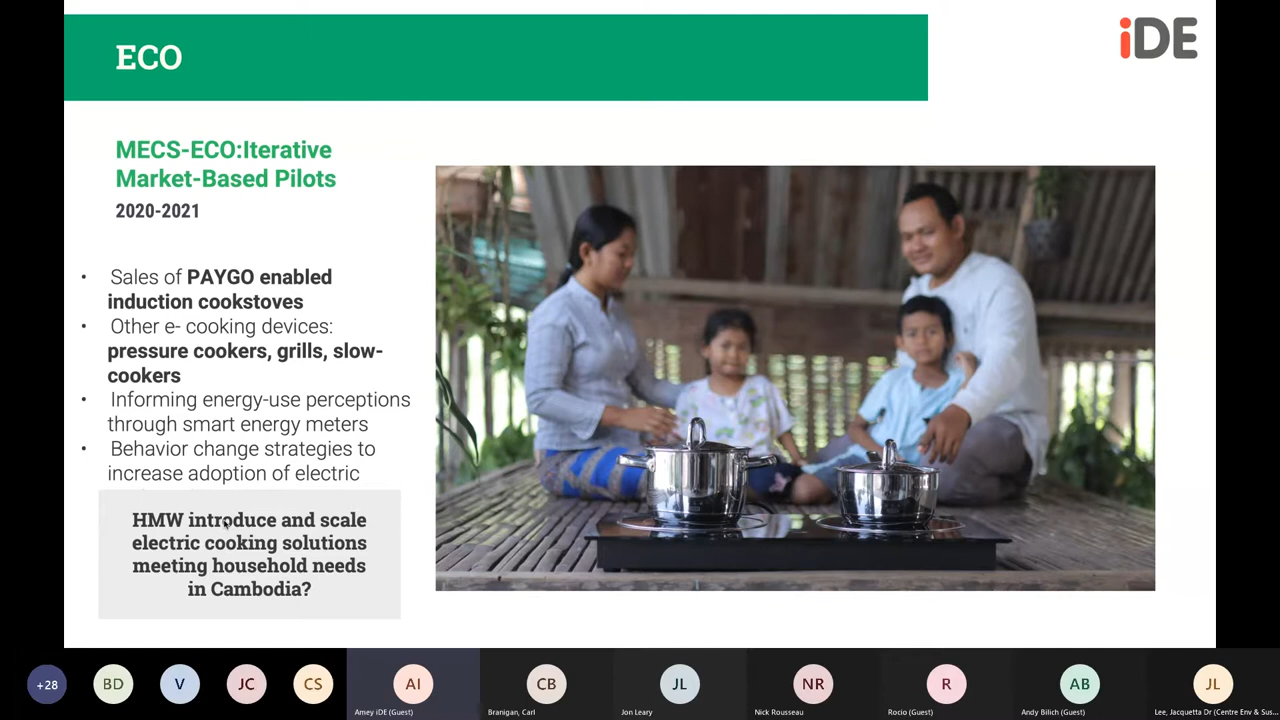 ECO
iDE
MECS-ECO:Iterative
Market-Based Pilots
2020-2021
• Sales of PAYGO enabled
induction cookstoves
• Other e- cooking devices:
pressure cookers, grills, slow-
cookers
• Informing energy-use perceptions
through smart energy meters
• Behavior change strategies to
increase adoption of electric
HMW introduce and scale
electric cooking solutions
meeting household needs
in Cambodia?
+28
BD
V
JC
CS
AI
CB
JL
NR
R
AB
JL
Amey iDE (Guest)
Branigan, Carl
Jon Leary
Nick Rousseau
Rocio (Guest)
Andy Bilich (Guest)
Lee, Jacquetta Dr (Centre Env & Sus...